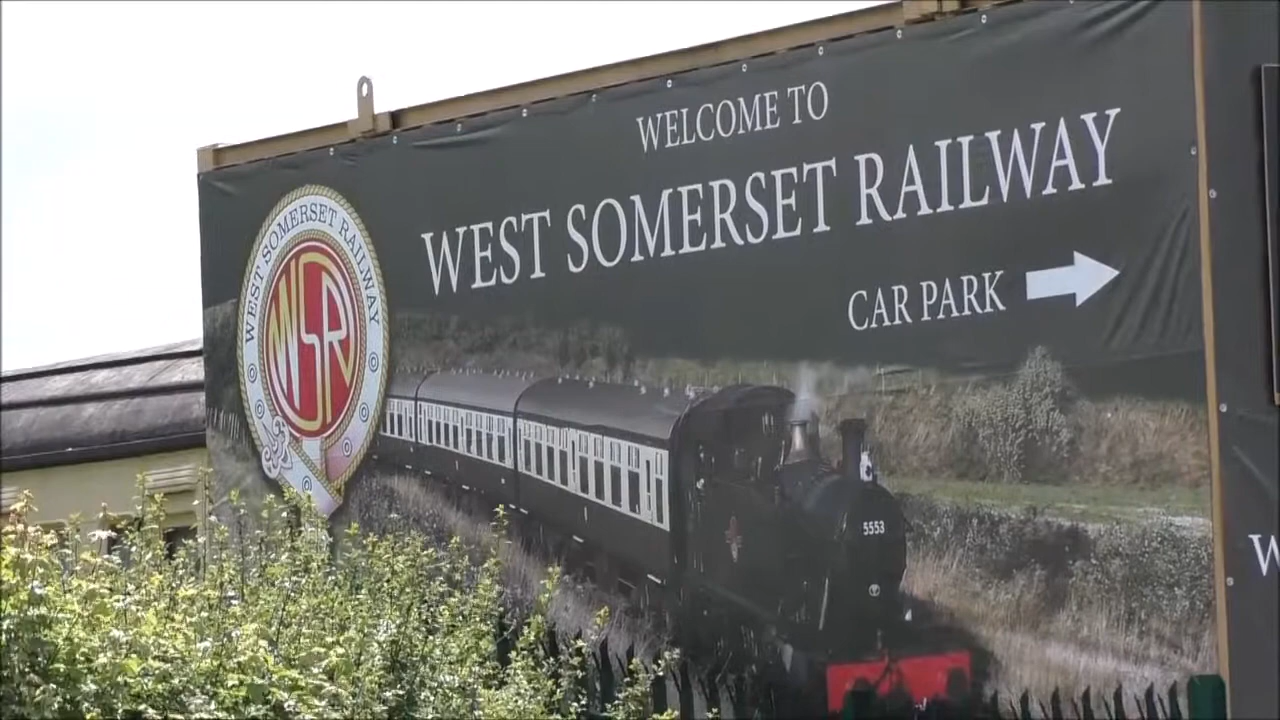 WELCOME TO
WEST SOMERSET RAILWAY
CAR PARK
WEST SOMERSET RAILWAY
WSR
5553
W